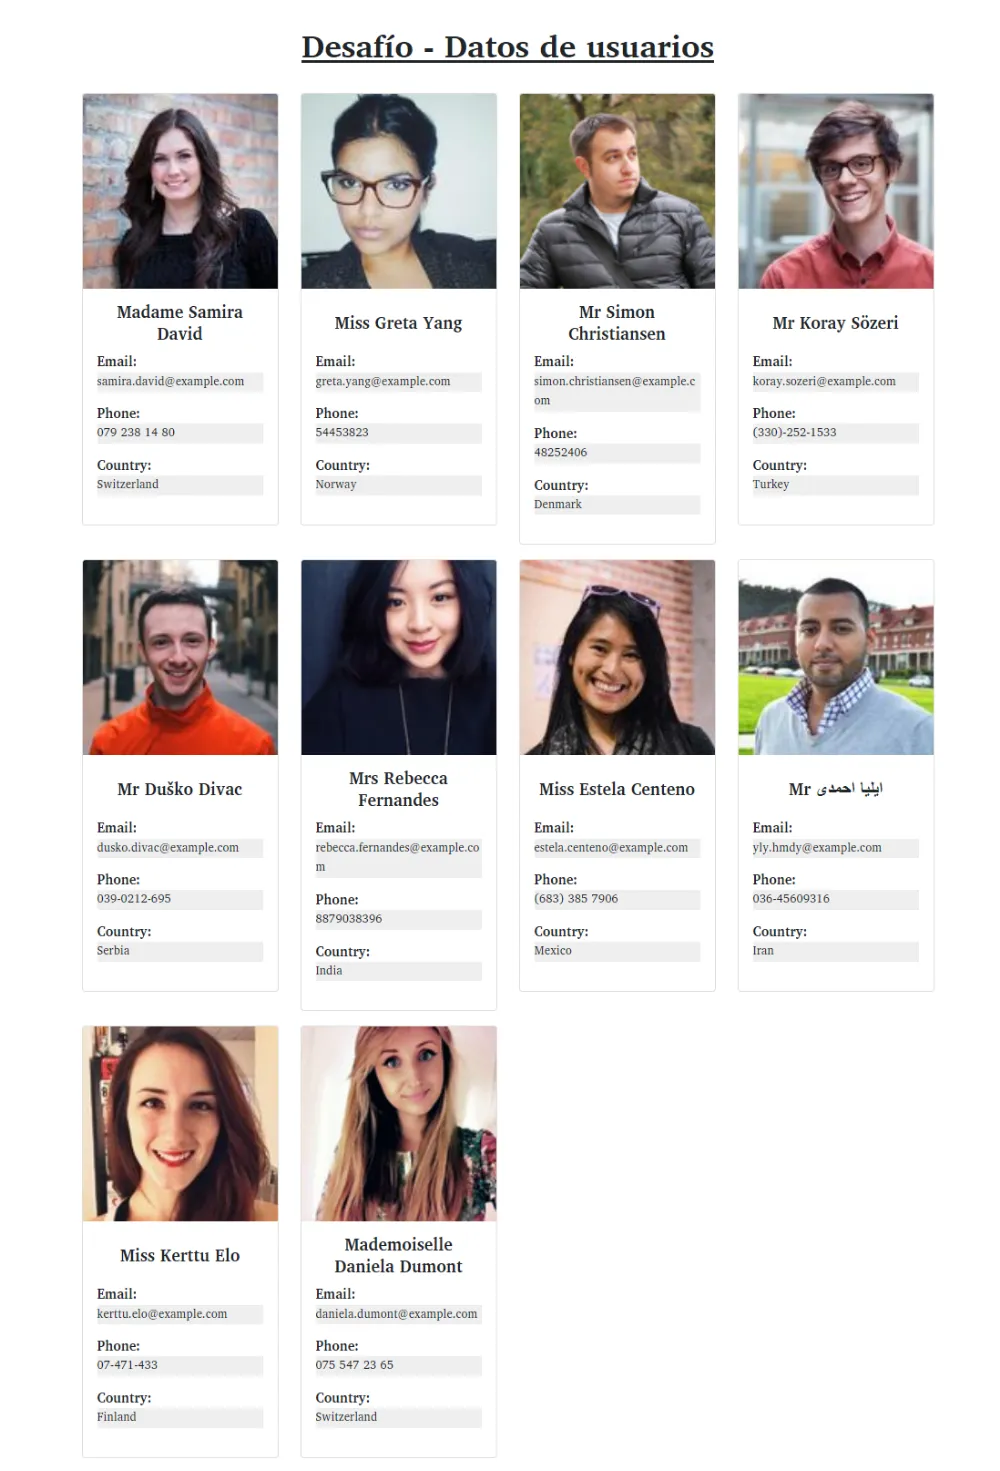 Desafío - Datos de usuarios
Madame Samira
David
Email:
samira.david@example.com
Phone:
079 238 14 80
Country:
Switzerland
Miss Greta Yang
Email:
greta.yang@example.com
Phone:
54453823
Country:
Norway
Mr Simon
Christiansen
Email:
simon.christiansen@example.c
om
Phone:
48252406
Country:
Denmark
Mr Koray Sözeri
Email:
koray.sozeri@example.com
Phone:
(330)-252-1533
Country:
Turkey
Mr Duško Divac
Email:
dusko.divac@example.com
Phone:
039-0212-695
Country:
Serbia
Mrs Rebecca
Fernandes
Email:
rebecca.fernandes@example.co
m
Phone:
8879038396
Country:
India
Miss Estela Centeno
Email:
estela.centeno@example.com
Phone:
(683) 385 7906
Country:
Mexico
Mr ایلیا احمدی
Email:
yly.hmdy@example.com
Phone:
036-45609316
Country:
Iran
Miss Kerttu Elo
Email:
kerttu.elo@example.com
Phone:
07-471-433
Country:
Finland
Mademoiselle
Daniela Dumont
Email:
daniela.dumont@example.com
Phone:
075 547 23 65
Country:
Switzerland